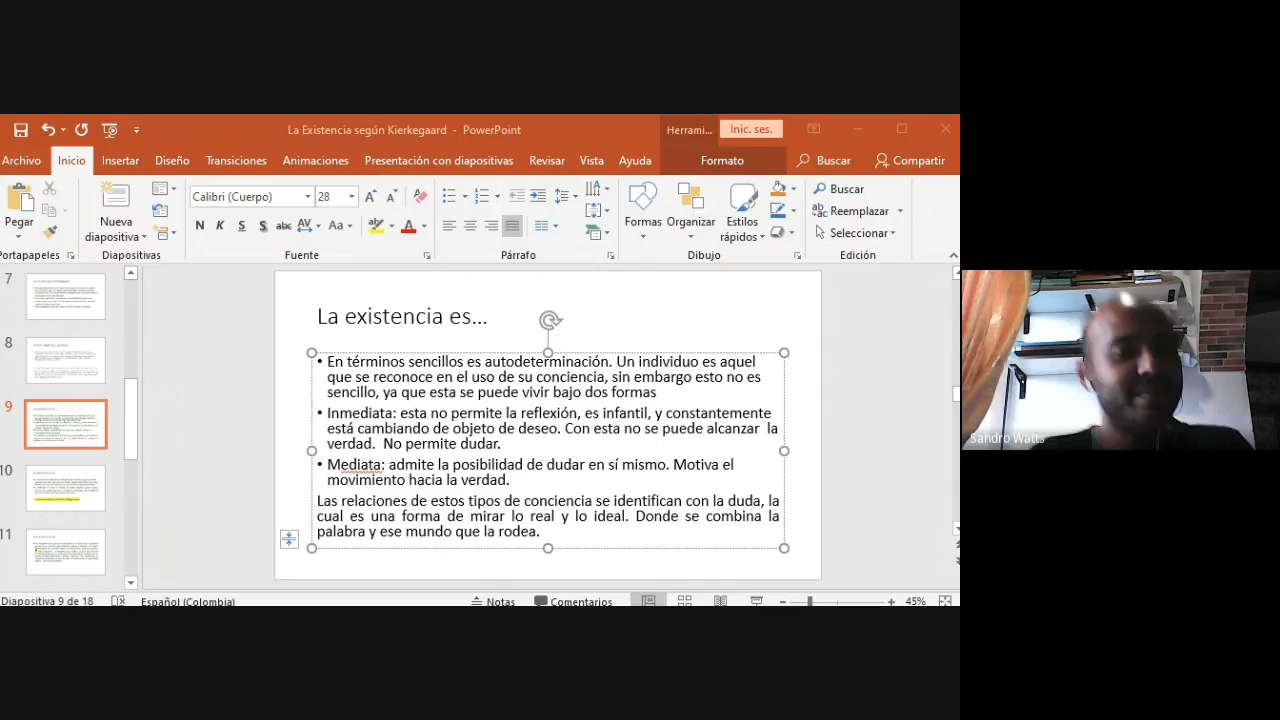 La Existencia según Kierkegaard - PowerPoint
Herrami...
Inic. ses.
Archivo Inicio Insertar Diseño Transiciones Animaciones Presentación con diapositivas Revisar Vista Ayuda Formato Buscar Compartir
Pegar
Nueva
diapositiva
Calibri (Cuerpo) 28
N K S S abc AV Aa A
Formas Organizar Estilos
rápidos
Buscar
Reemplazar
Seleccionar
Portapapeles Diapositivas Fuente Párrafo Dibujo Edición
7
8
9
10
11
La existencia es...
• En términos sencillos es autodeterminación. Un individuo es aquel
que se reconoce en el uso de su conciencia, sin embargo esto no es
sencillo, ya que esta se puede vivir bajo dos formas
• Inmediata: esta no permite la reflexión, es infantil, y constantemente
está cambiando de objeto de deseo. Con esta no se puede alcanzar la
verdad. No permite dudar.
• Mediata: admite la posibilidad de dudar en sí mismo. Motiva el
movimiento hacia la verdad.
Las relaciones de estos tipos de conciencia se identifican con la duda, la
cual es una forma de mirar lo real y lo ideal. Donde se combina la
palabra y ese mundo que la rodea.
Diapositiva 9 de 18 Español (Colombia) Notas Comentarios 45%
Sandro Watts